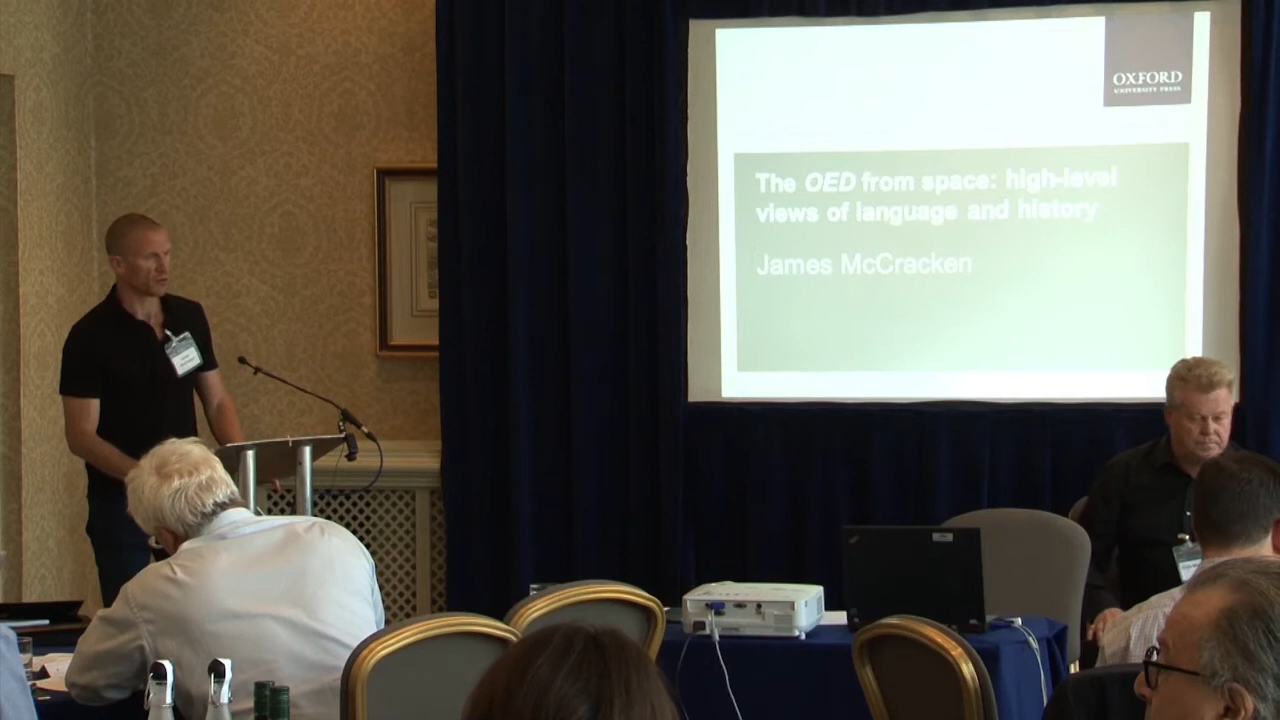 OXFORD
UNIVERSITY PRESS
The OED from space: high-level
views of language and history
James McCracken